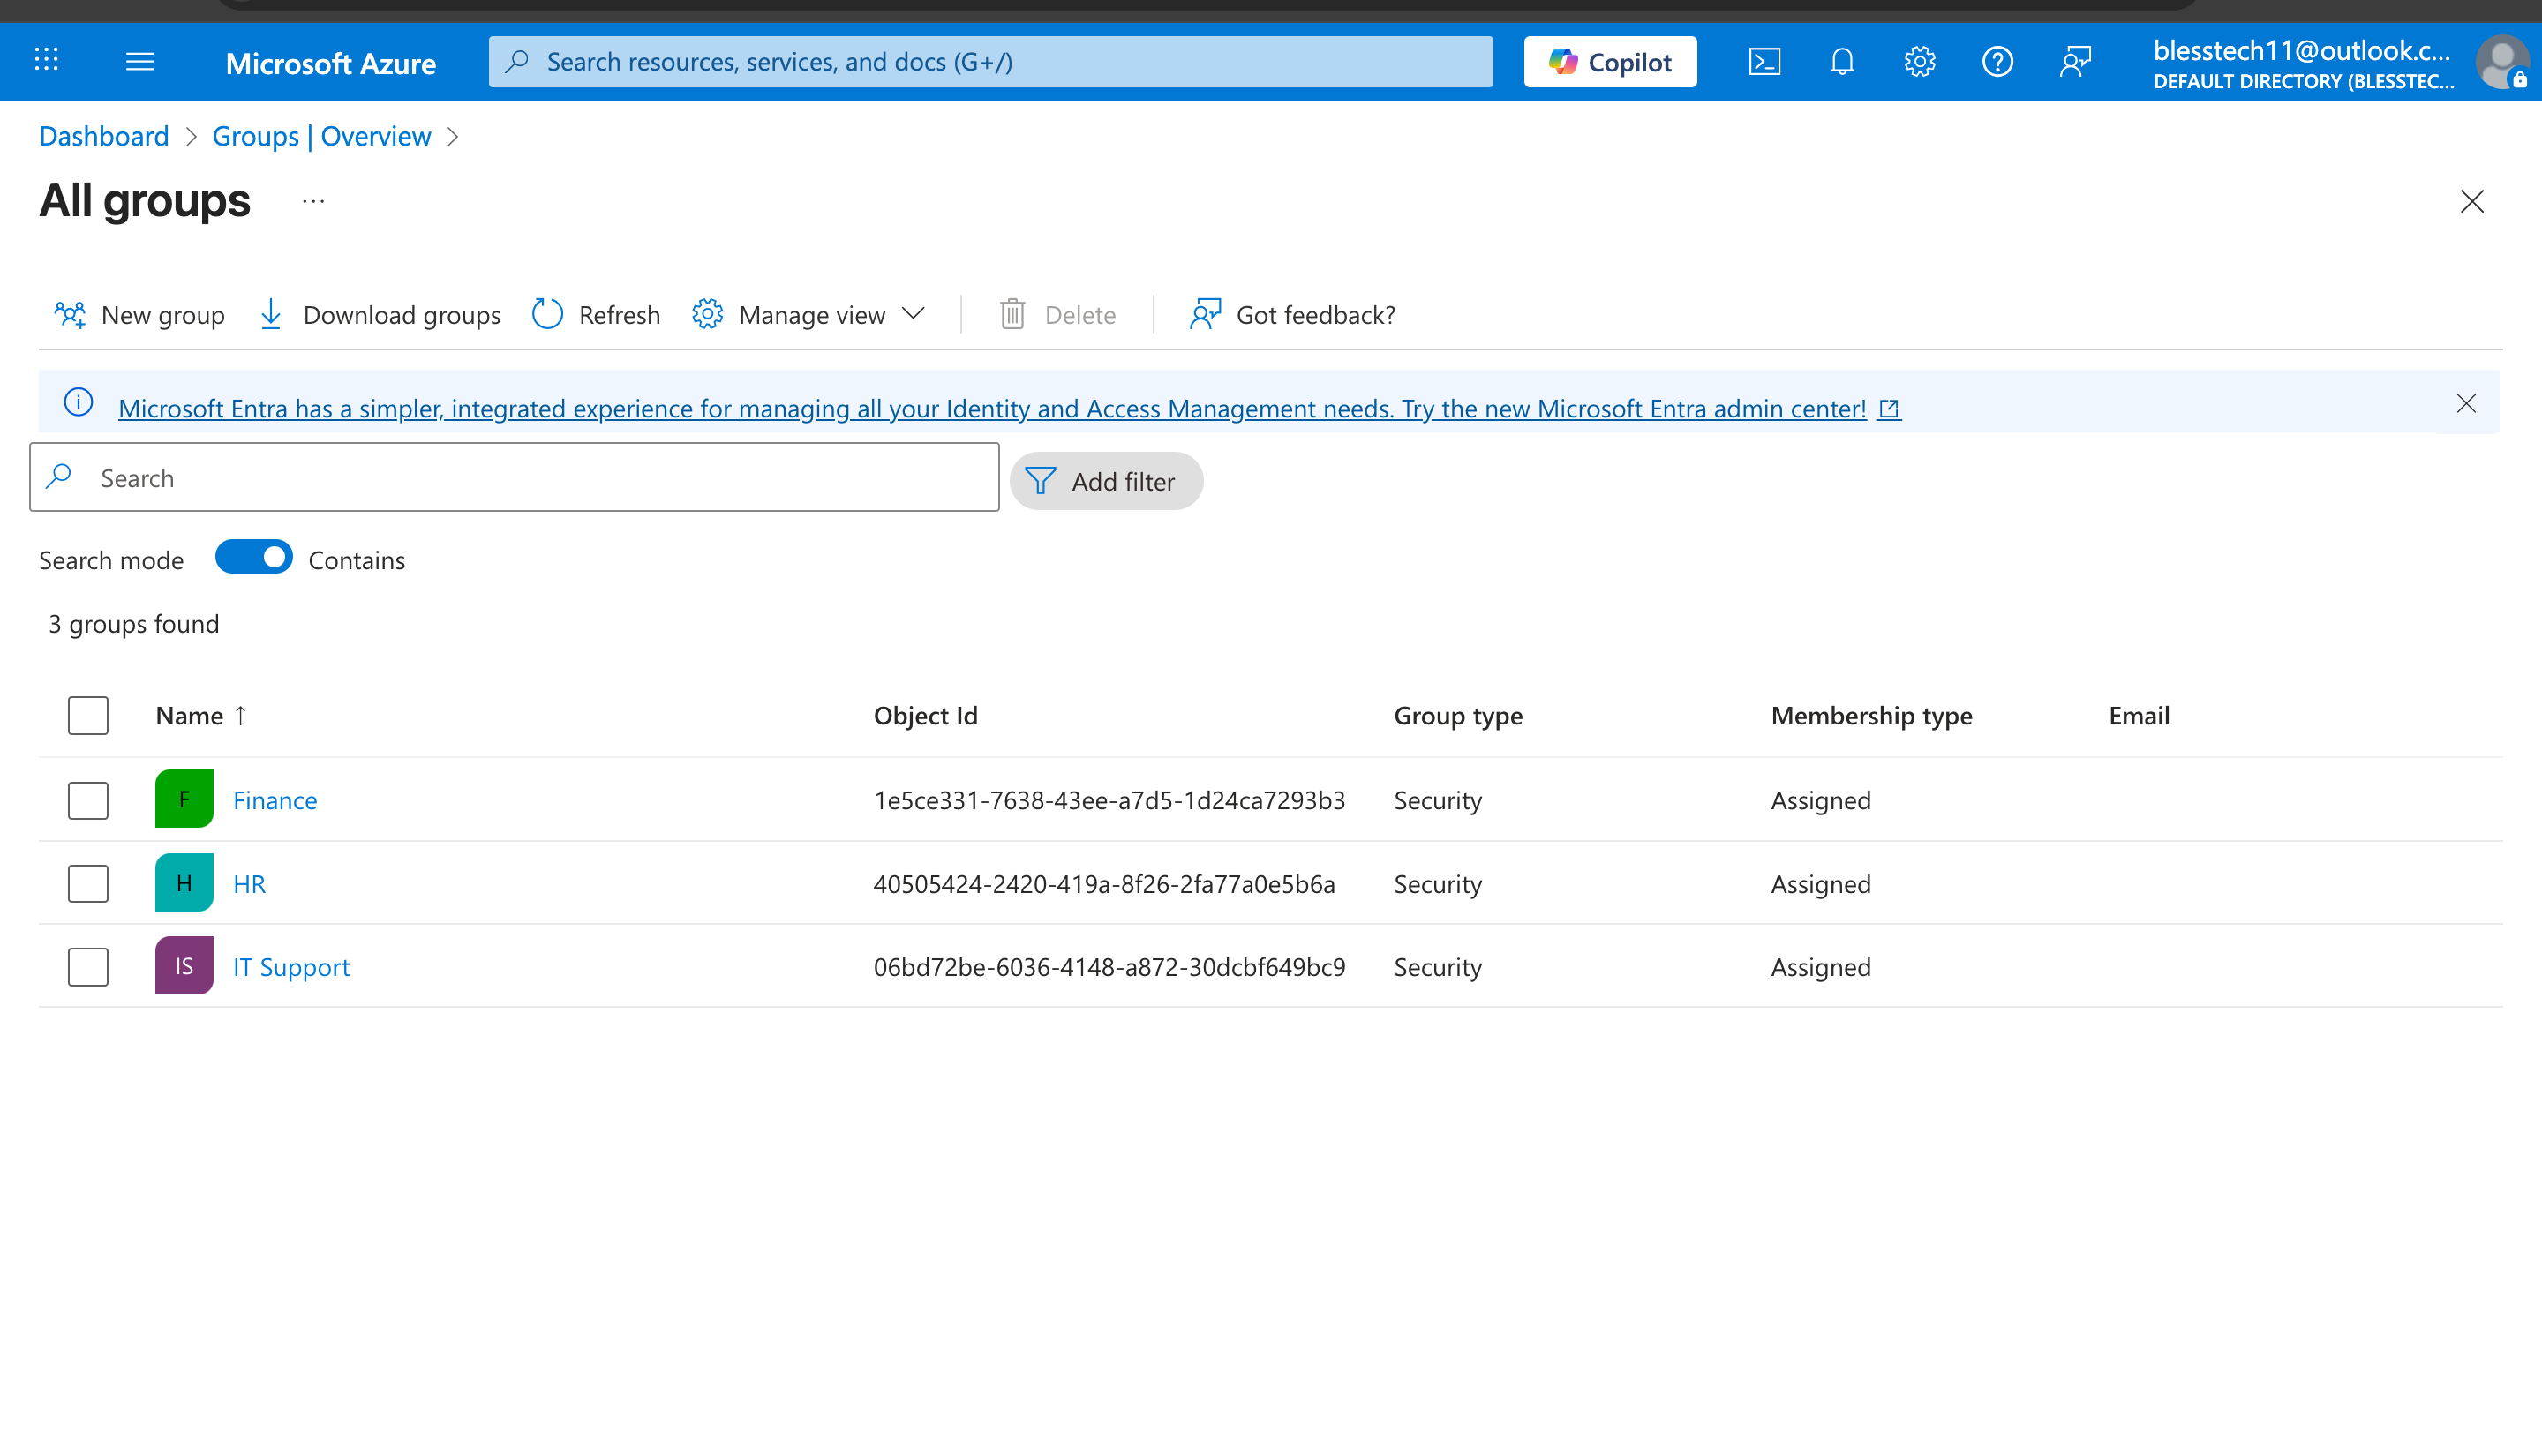 Microsoft Azure
Search resources, services, and docs (G+/)
Copilot
blesstech11@outlook.c...
DEFAULT DIRECTORY (BLESSTEC...
Dashboard > Groups | Overview >
All groups ...
New group
Download groups
Refresh
Manage view
Delete
Got feedback?
Microsoft Entra has a simpler, integrated experience for managing all your Identity and Access Management needs. Try the new Microsoft Entra admin center!
Search
Add filter
Search mode Contains
3 groups found
Name ↑ Object Id Group type Membership type Email
F Finance 1e5ce331-7638-43ee-a7d5-1d24ca7293b3 Security Assigned
H HR 40505424-2420-419a-8f26-2fa77a0e5b6a Security Assigned
IS IT Support 06bd72be-6036-4148-a872-30dcbf649bc9 Security Assigned